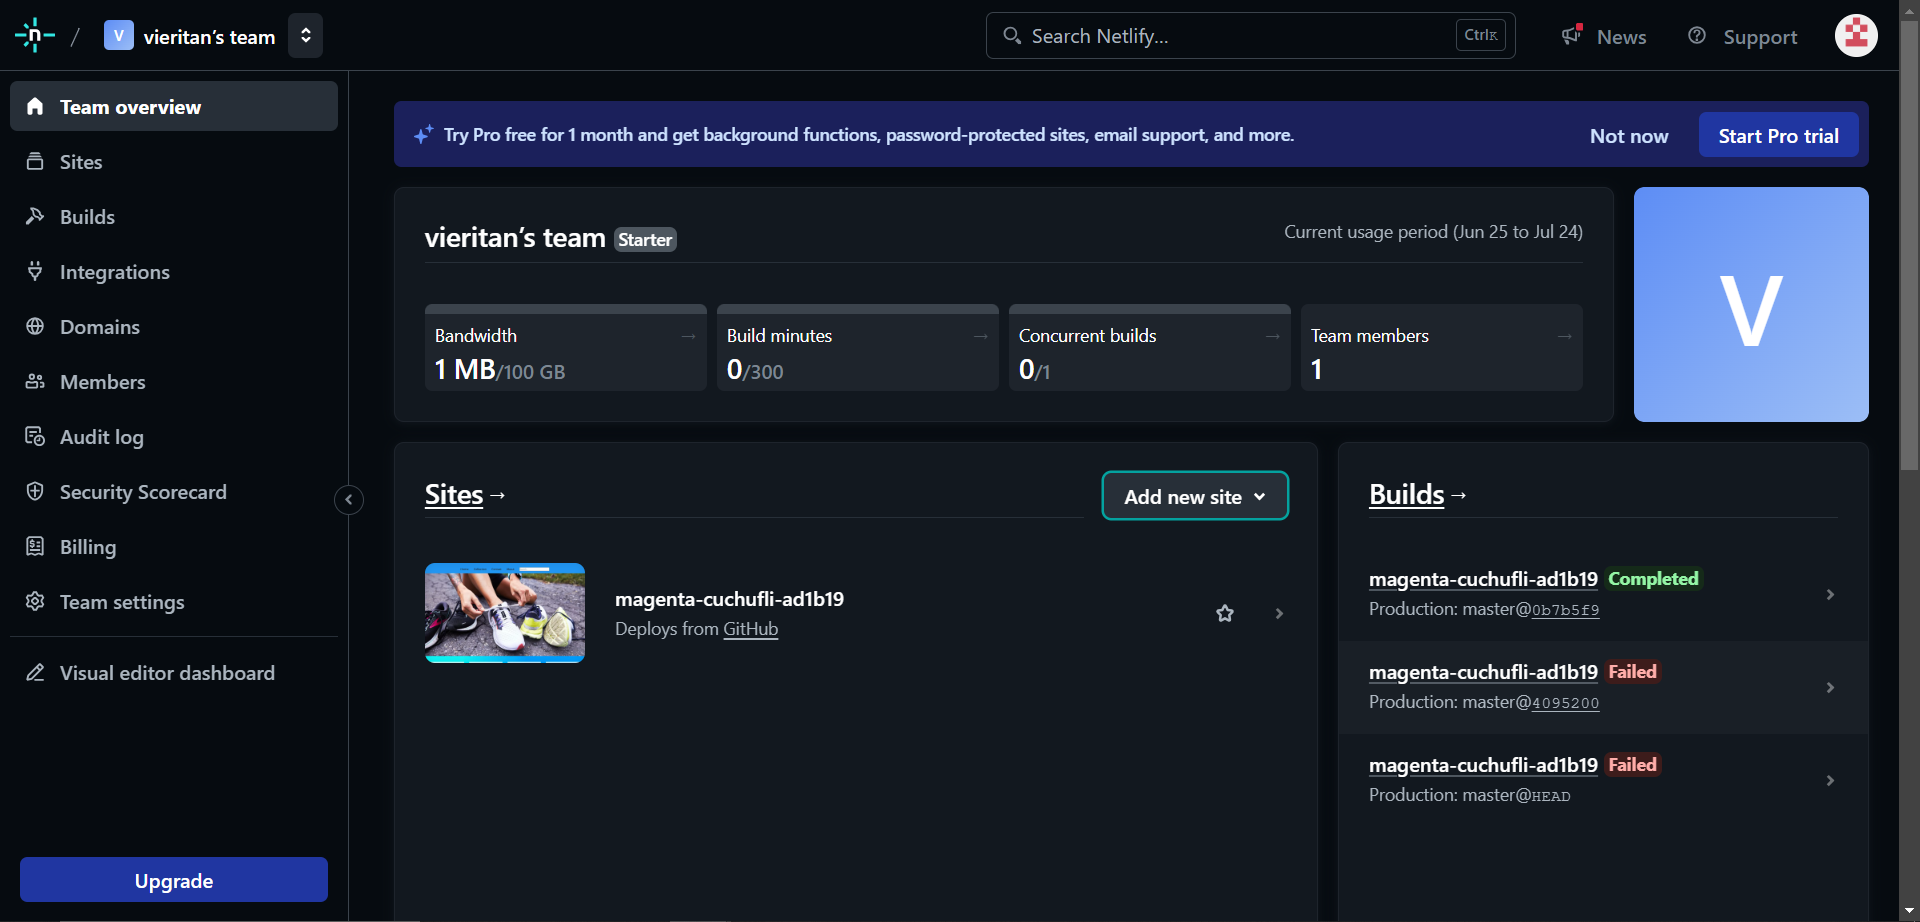 n / V vieritan’s team
Search Netlify...
CtrlK
News
Support
Team overview
Sites
Builds
Integrations
Domains
Members
Audit log
Security Scorecard
Billing
Team settings
Visual editor dashboard
Upgrade
Try Pro free for 1 month and get background functions, password-protected sites, email support, and more.
Not now
Start Pro trial
vieritan’s team Starter
Current usage period (Jun 25 to Jul 24)
V
Bandwidth →
1 MB/100 GB
Build minutes →
0/300
Concurrent builds →
0/1
Team members →
1
Sites →
Add new site
magenta-cuchufli-ad1b19
Deploys from GitHub
Builds →
magenta-cuchufli-ad1b19 Completed
Production: master@0b7b5f9
magenta-cuchufli-ad1b19 Failed
Production: master@4095200
magenta-cuchufli-ad1b19 Failed
Production: master@HEAD